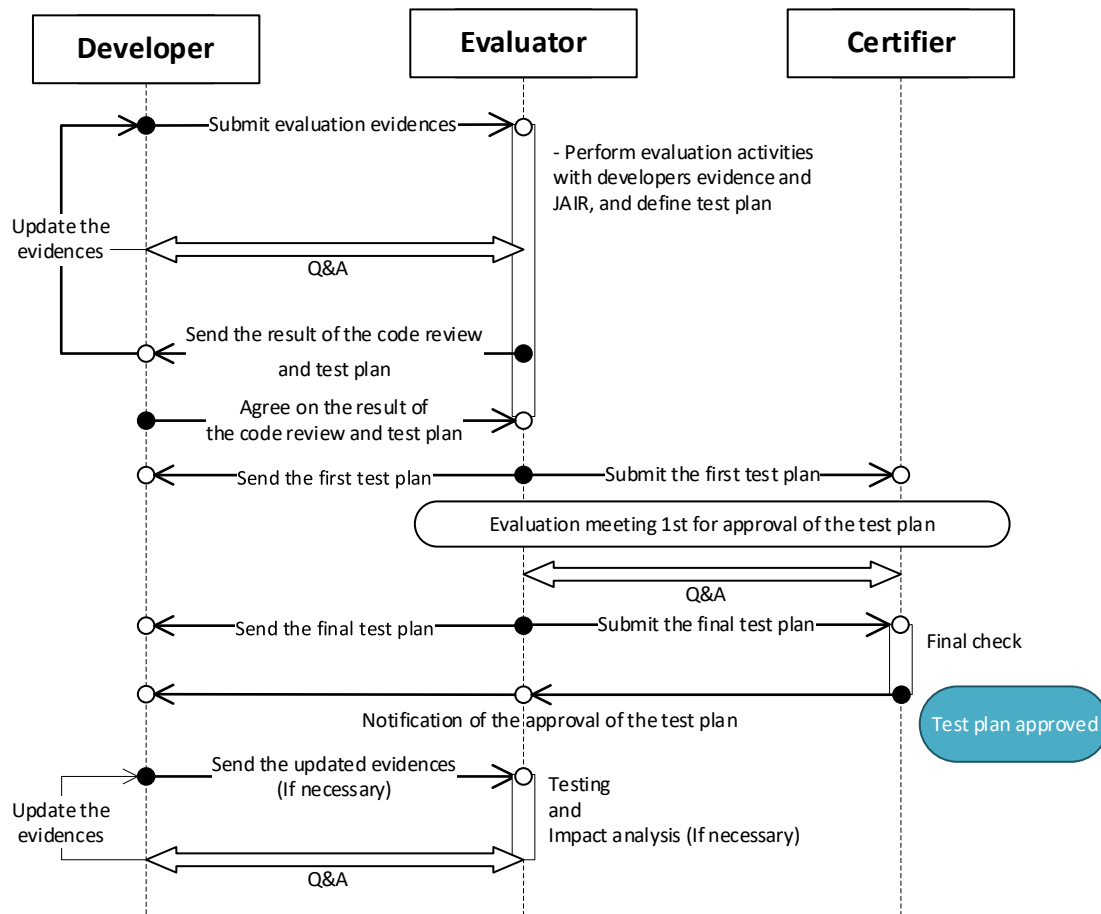 Developer
Evaluator
Certifier
Submit evaluation evidences
- Perform evaluation activities
with developers evidence and
JAIR, and define test plan
Update the
evidences
Q&A
Send the result of the code review
and test plan
Agree on the result of
the code review and test plan
Send the first test plan
Submit the first test plan
Evaluation meeting 1st for approval of the test plan
Q&A
Send the final test plan
Submit the final test plan
Final check
Notification of the approval of the test plan
Test plan approved
Send the updated evidences
(If necessary)
Testing
and
Impact analysis (If necessary)
Update the
evidences
Q&A